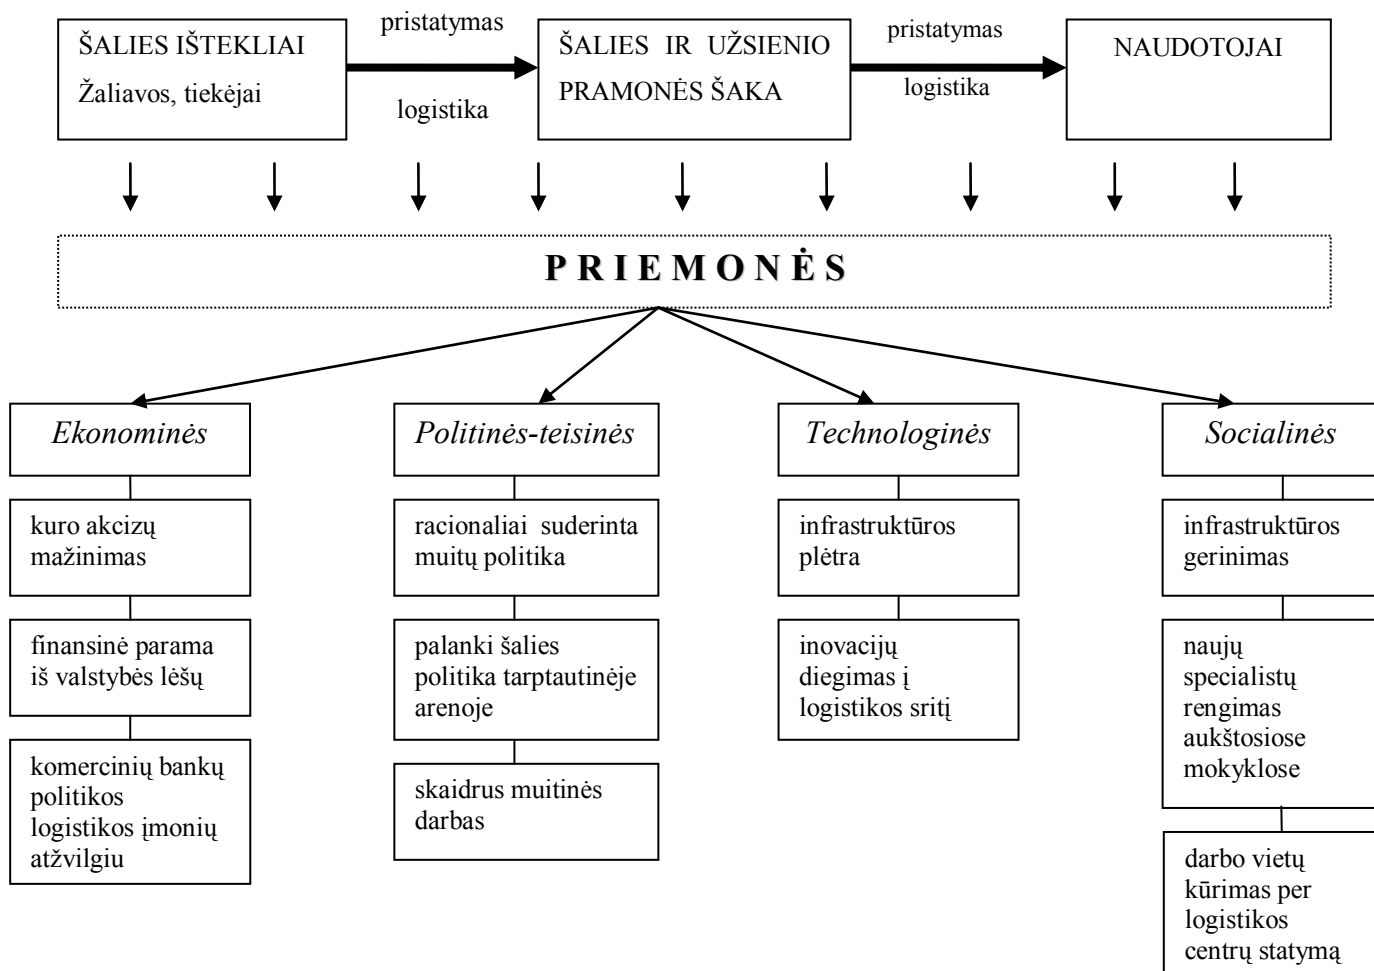 ŠALIES IŠTEKLIAI
Žaliavos, tiekėjai
pristatymas
logistika
ŠALIES IR UŽSIENIO
PRAMONĖS ŠAKA
pristatymas
logistika
NAUDOTOJAI
PRIEMONĖS
Ekonominės
kuro akcizų
mažinimas
finansinė parama
iš valstybės lėšų
komercinių bankų
politikos
logistikos įmonių
atžvilgiu
Politinės-teisinės
racionaliai suderinta
muitų politika
palanki šalies
politika tarptautinėje
arenoje
skaidrus muitinės
darbas
Technologinės
infrastruktūros
plėtra
inovacijų
diegimas į
logistikos sritį
Socialinės
infrastruktūros
gerinimas
naujų
specialistų
rengimas
aukštosiose
mokyklose
darbo vietų
kūrimas per
logistikos
centrų statymą